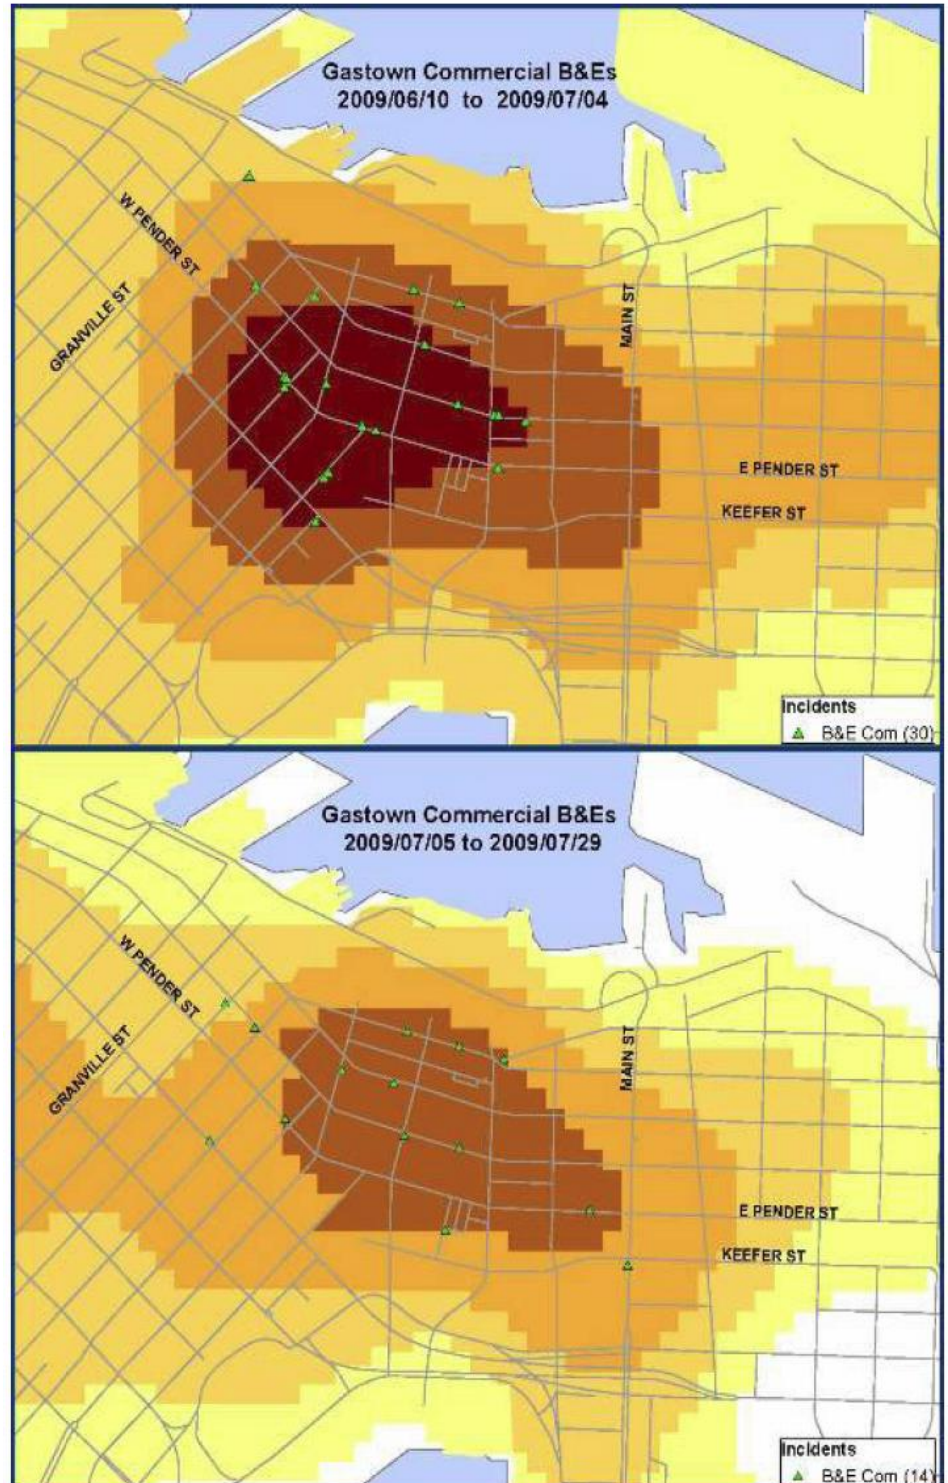 Gastown Commercial B&Es
2009/06/10 to 2009/07/04
W PENDER ST
GRANVILLE ST
MAIN ST
E PENDER ST
KEEFER ST
Incidents
B&E Com (30)
Gastown Commercial B&Es
2009/07/05 to 2009/07/29
W PENDER ST
GRANVILLE ST
MAIN ST
E PENDER ST
KEEFER ST
Incidents
B&E Com (14)